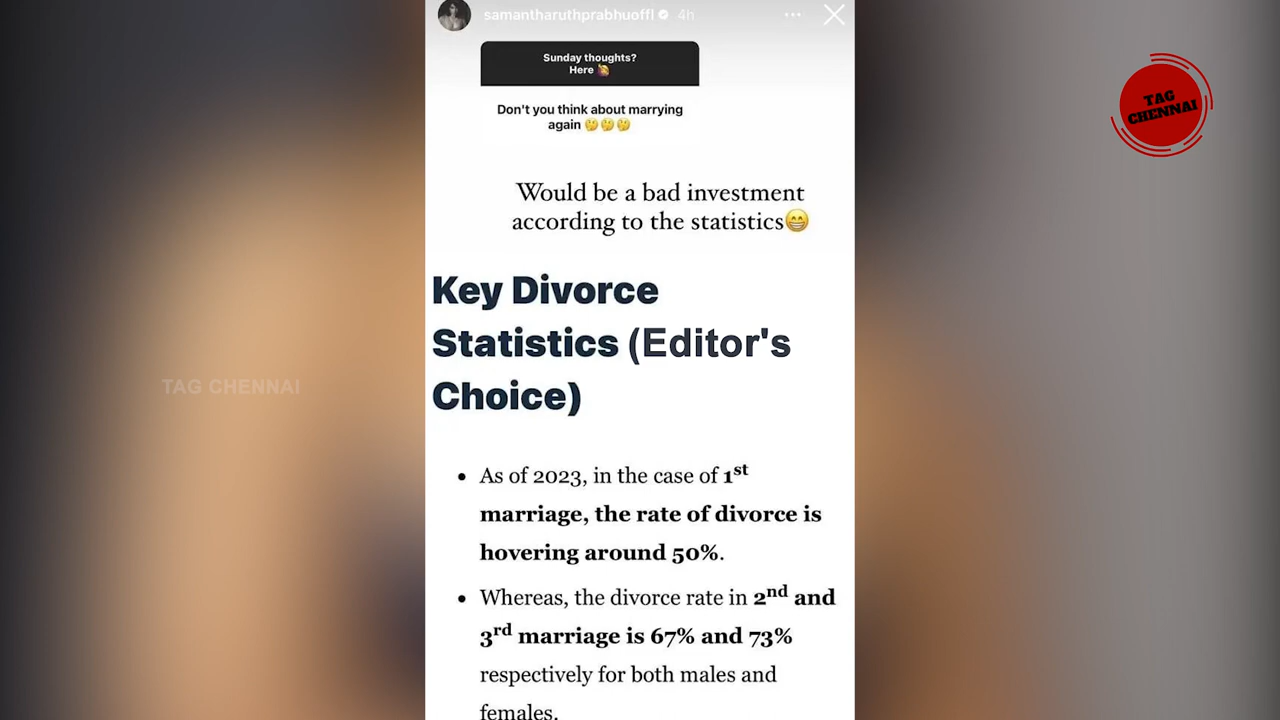 samantharuthprabhuoffl 4h
Sunday thoughts?
Here 🙋
Don't you think about marrying
again 🤔🤔🤔
Would be a bad investment
according to the statistics😁
Key Divorce
Statistics (Editor's
Choice)
• As of 2023, in the case of 1st
marriage, the rate of divorce is
hovering around 50%.
• Whereas, the divorce rate in 2nd and
3rd marriage is 67% and 73%
respectively for both males and
females.
TAG
CHENNAI
TAG CHENNAI